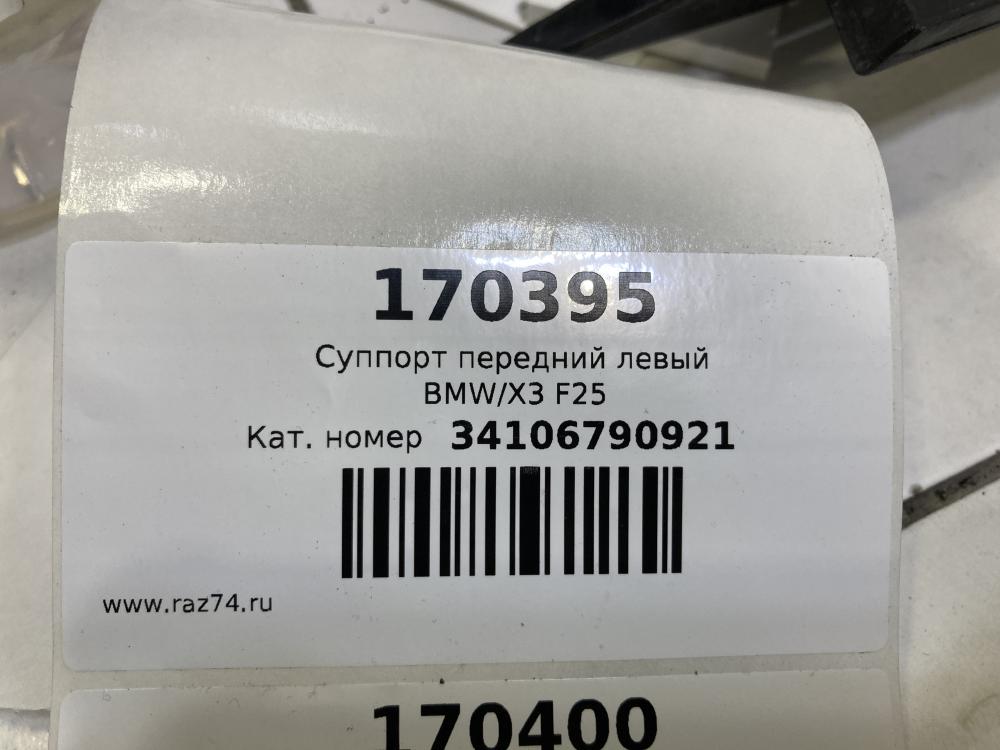 170395
Суппорт передний левый
BMW/X3 F25
Кат. номер 34106790921
www.raz74.ru
170400